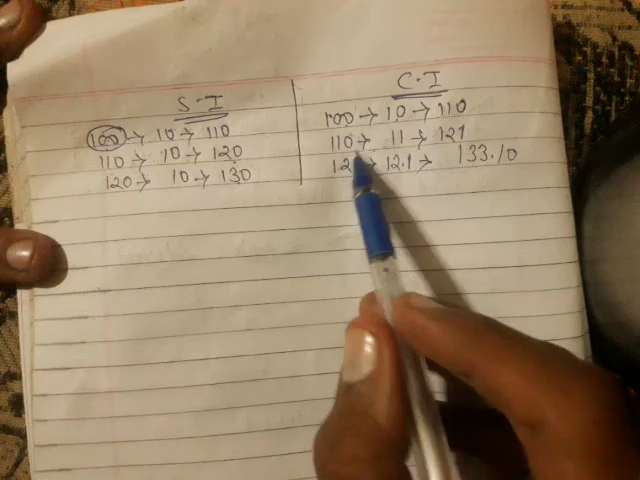 S.I
100 → 10 → 110
110 → 10 → 120
120 → 10 → 130
C.I
100 → 10 → 110
110 → 11 → 121
12 → 12.1 → 133.10